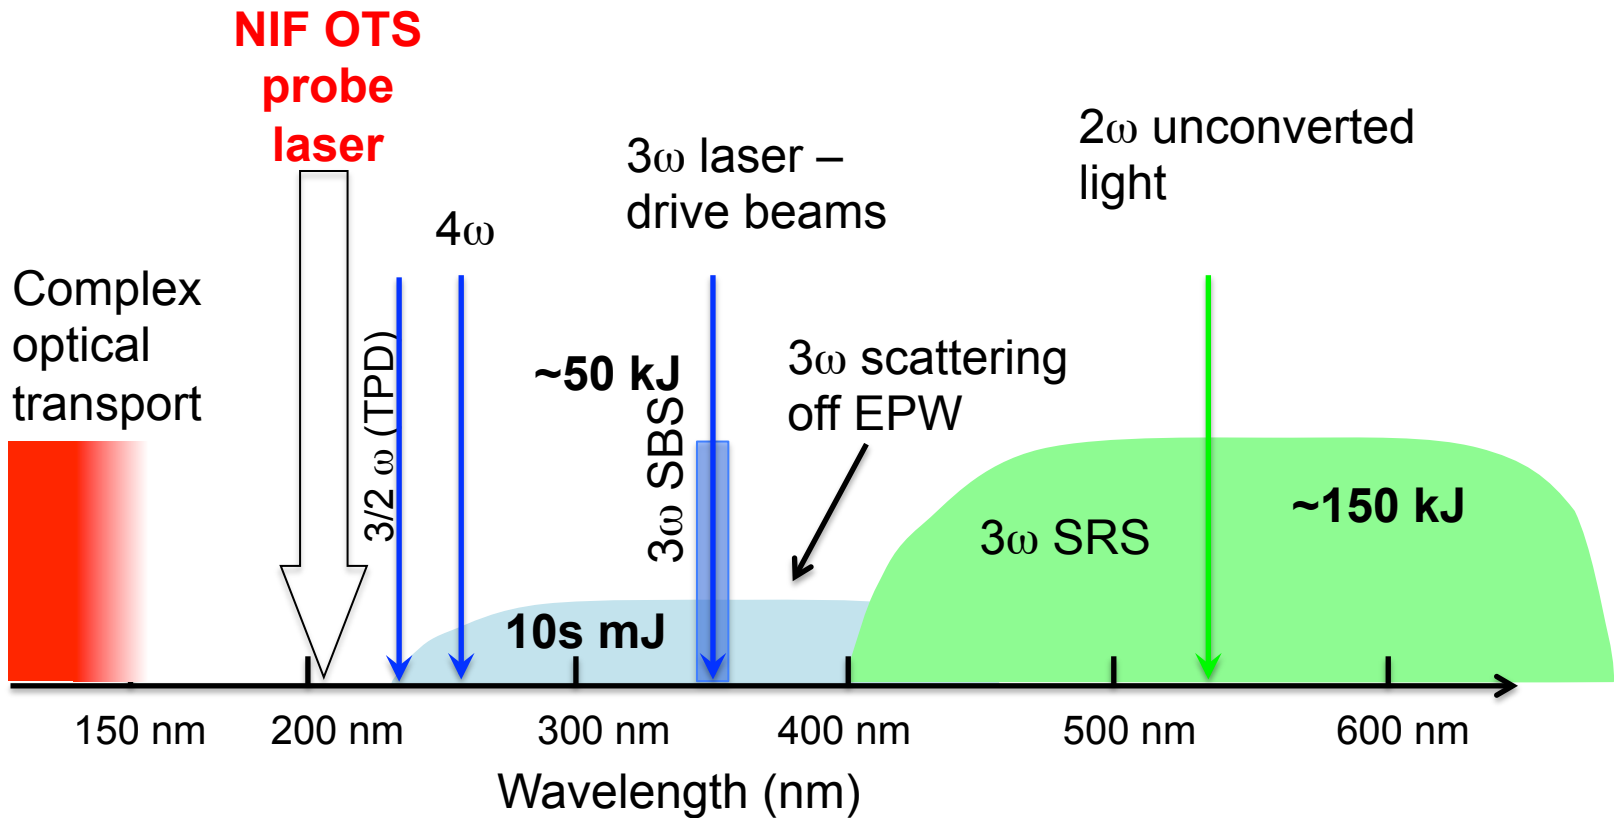 NIF OTS
probe
laser
Complex
optical
transport
3/2 ω (TPD)
4ω
~50 kJ
3ω laser –
drive beams
3ω SBS
3ω scattering
off EPW
2ω unconverted
light
10s mJ
3ω SRS
~150 kJ
150 nm
200 nm
300 nm
400 nm
500 nm
600 nm
Wavelength (nm)